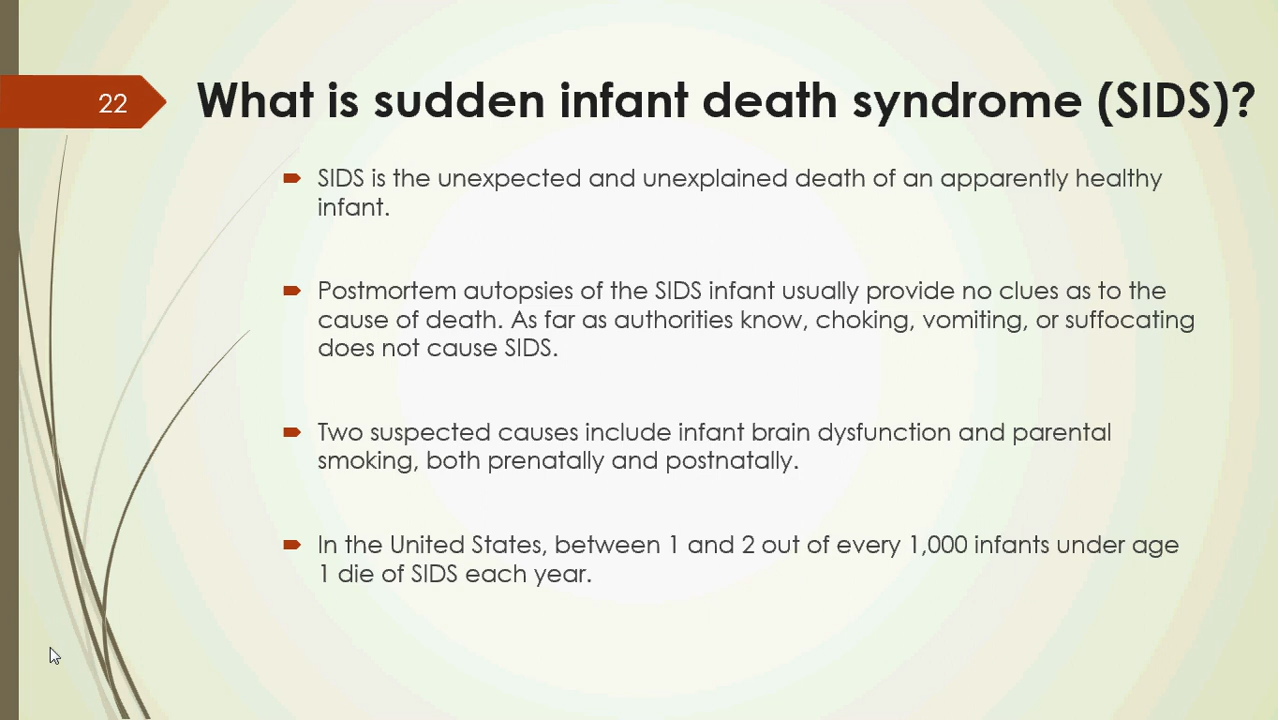 22
What is sudden infant death syndrome (SIDS)?
SIDS is the unexpected and unexplained death of an apparently healthy
infant.
Postmortem autopsies of the SIDS infant usually provide no clues as to the
cause of death. As far as authorities know, choking, vomiting, or suffocating
does not cause SIDS.
Two suspected causes include infant brain dysfunction and parental
smoking, both prenatally and postnatally.
In the United States, between 1 and 2 out of every 1,000 infants under age
1 die of SIDS each year.